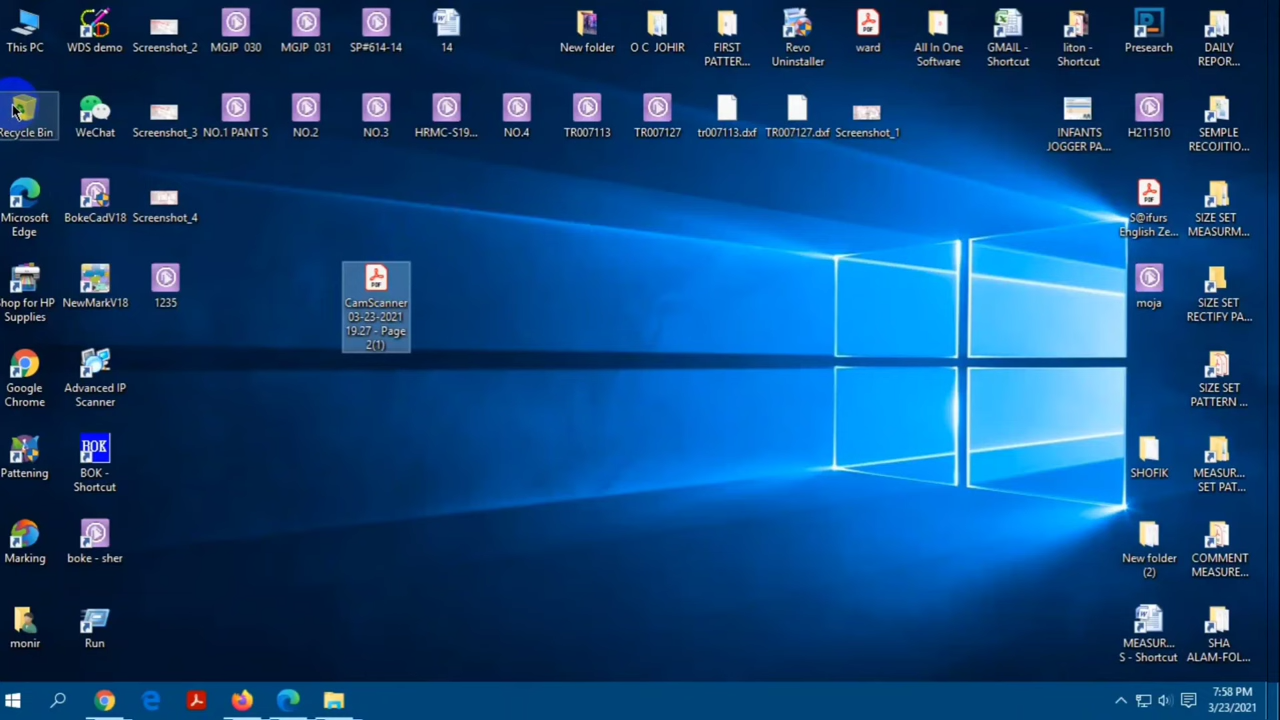 This PC
WDS demo
Screenshot_2
MGJP 030
MGJP 031
SP#614-14
14
New folder
O C JOHIR
FIRST
PATTER...
Revo
Uninstaller
ward
All In One
Software
GMAIL -
Shortcut
liton -
Shortcut
Presearch
DAILY
REPOR...
Recycle Bin
WeChat
Screenshot_3
NO.1 PANT S
NO.2
NO.3
HRMC-S19...
NO.4
TR007113
TR007127
tr007113.dxf
TR007127.dxf
Screenshot_1
INFANTS
JOGGER PA...
H211510
SEMPLE
RECOJITIO...
Microsoft
Edge
BokeCadV18
Screenshot_4
PDF
S@ifurs
English Ze...
SIZE SET
MEASURM...
Shop for HP
Supplies
NewMarkV18
1235
PDF
CamScanner
03-23-2021
19.27 - Page
2(1)
moja
SIZE SET
RECTIFY PA...
Google
Chrome
Advanced IP
Scanner
SIZE SET
PATTERN ...
Pattening
BOK
BOK -
Shortcut
SHOFIK
MEASUR...
SET PAT...
Marking
boke - sher
New folder
(2)
COMMENT
MEASURE...
monir
Run
MEASUR...
S - Shortcut
SHA
ALAM-FOL...
7:58 PM
3/23/2021